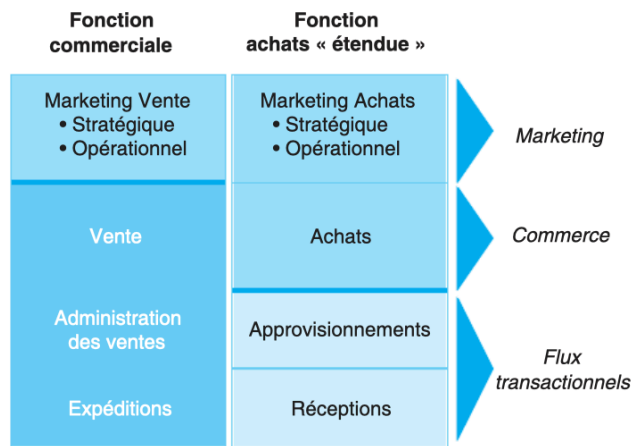 Fonction
commerciale
Fonction
achats « étendue »
Marketing Vente
• Stratégique
• Opérationnel
Marketing Achats
• Stratégique
• Opérationnel
Marketing
Vente
Achats
Commerce
Administration
des ventes
Approvisionnements
Flux
transactionnels
Expéditions
Réceptions